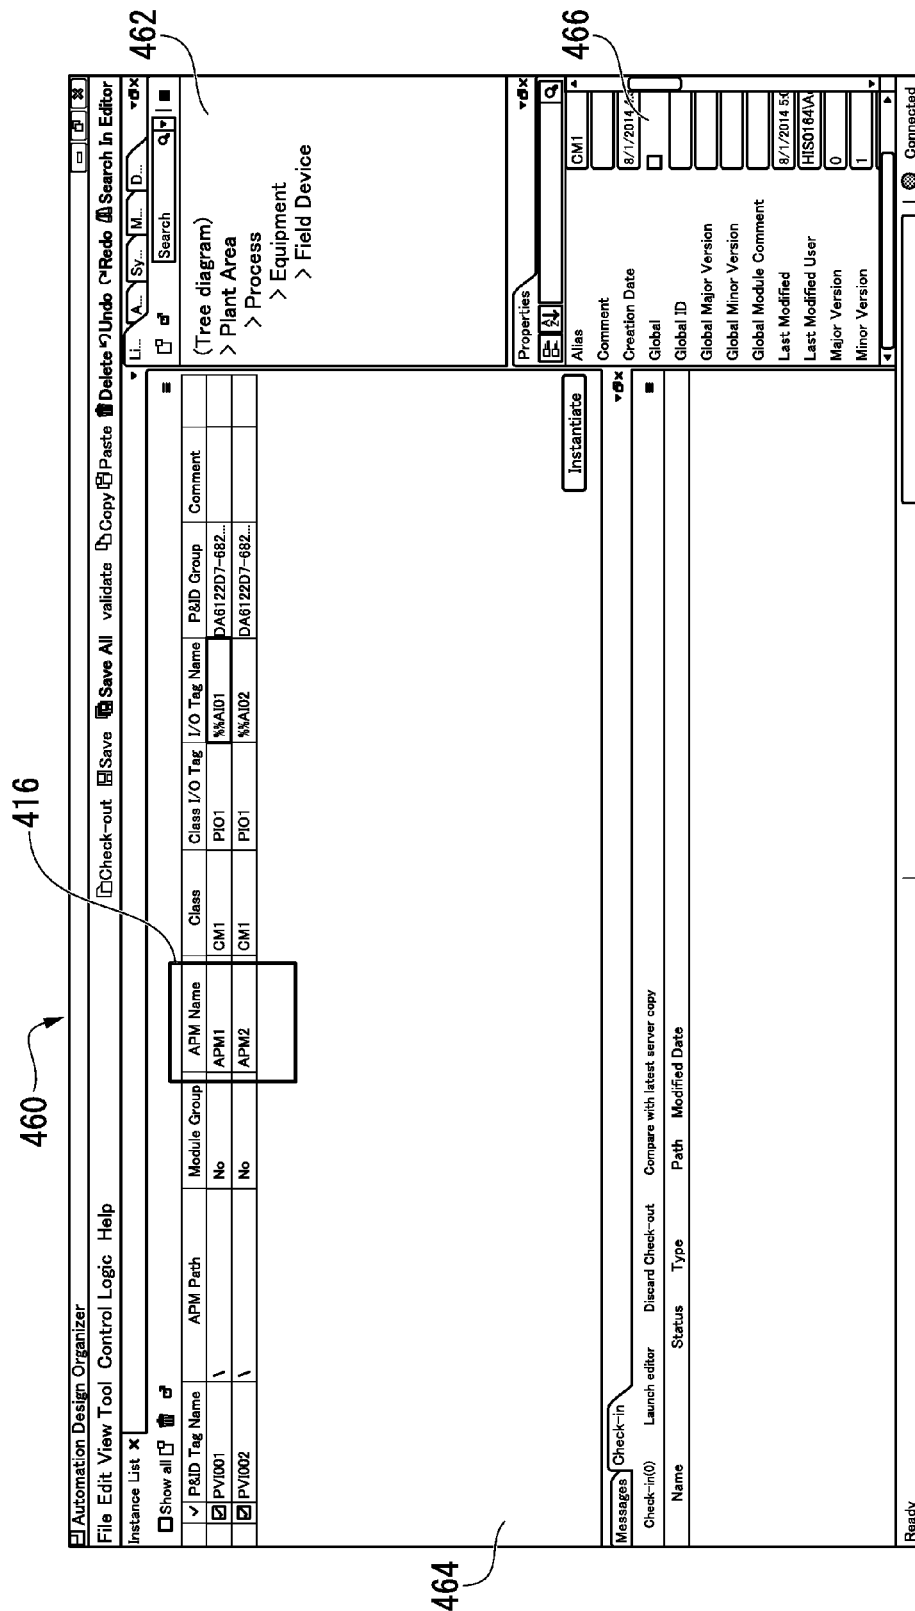 460
416
462
466
464
Automation Design Organizer
File Edit View Tool Control Logic Help
Check-out Save Save All validate Copy Paste Delete Undo Redo Search In Editor
Instance List
Show all
P&ID Tag Name APM Path Module Group APM Name Class Class I/O Tag I/O Tag Name P&ID Group Comment
PVI001 \ No APM1 CM1 PIO1 %%AI01 DA6122D7-682...
PVI002 \ No APM2 CM1 PIO1 %%AI02 DA6122D7-682...
Instantiate
Li... A... Sy... M... D...
Search
(Tree diagram)
> Plant Area
> Process
> Equipment
> Field Device
Properties
Alias CM1
Comment
Creation Date 8/1/2014
Global
Global ID
Global Major Version
Global Minor Version
Global Module Comment
Last Modified 8/1/2014 5:
Last Modified User HIS0164\A
Major Version 0
Minor Version 1
Messages Check-in
Check-in(0) Launch editor Discard Check-out Compare with latest server copy
Name Status Type Path Modified Date
Ready
Connected